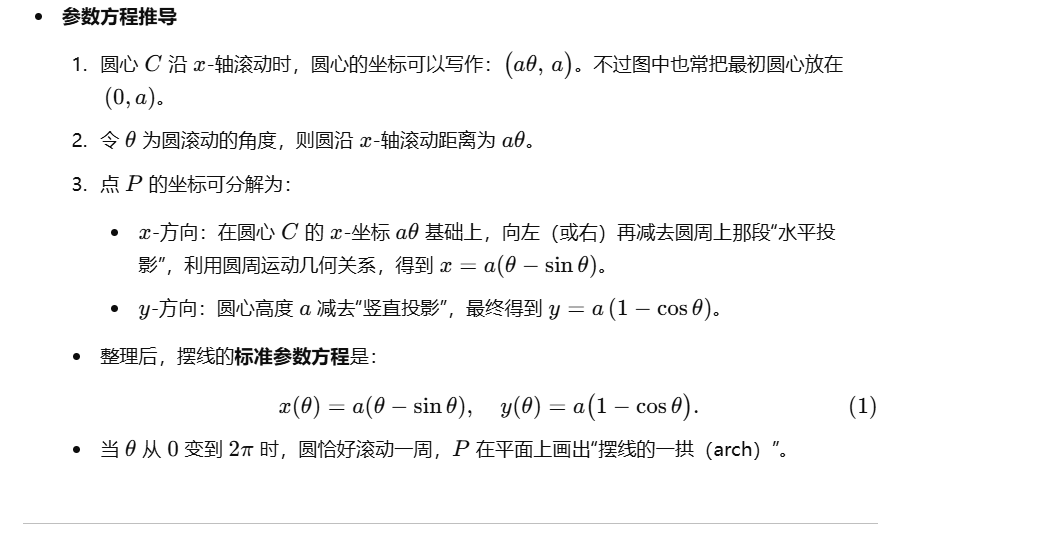 • 参数方程推导
1. 圆心 C 沿 x-轴滚动时，圆心的坐标可以写作：(aθ, a)。不过图中也常把最初圆心放在
(0, a)。
2. 令 θ 为圆滚动的角度，则圆沿 x-轴滚动距离为 aθ。
3. 点 P 的坐标可分解为：
• x-方向：在圆心 C 的 x-坐标 aθ 基础上，向左（或右）再减去圆周上那段“水平投
影”，利用圆周运动几何关系，得到 x = a(θ − sin θ)。
• y-方向：圆心高度 a 减去“竖直投影”，最终得到 y = a (1 − cos θ)。
• 整理后，摆线的标准参数方程是：
x(θ) = a(θ − sin θ), y(θ) = a(1 − cos θ). (1)
• 当 θ 从 0 变到 2π 时，圆恰好滚动一周，P 在平面上画出“摆线的一拱（arch）”。